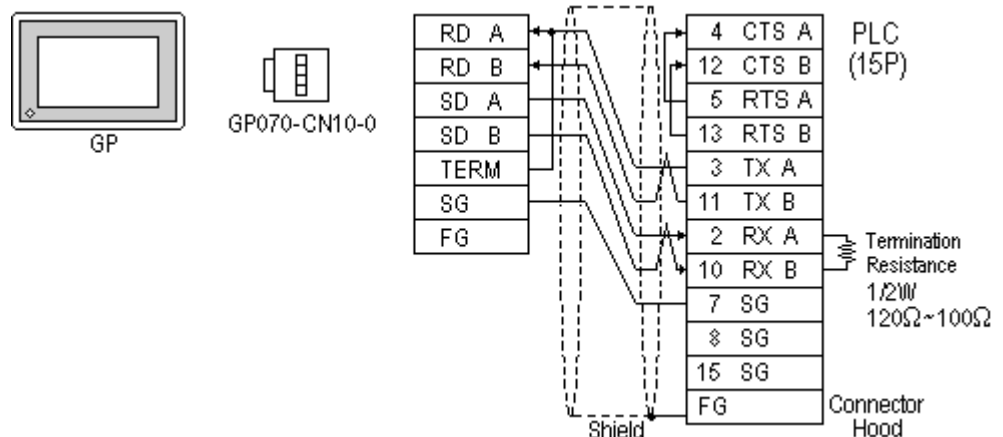 GP
GP070-CN10-0
RD A
RD B
SD A
SD B
TERM
SG
FG
Shield
4 CTS A
12 CTS B
5 RTS A
13 RTS B
3 TX A
11 TX B
2 RX A
10 RX B
7 SG
8 SG
15 SG
FG
PLC
(15P)
Termination
Resistance
1/2W
120Ω~100Ω
Connector
Hood